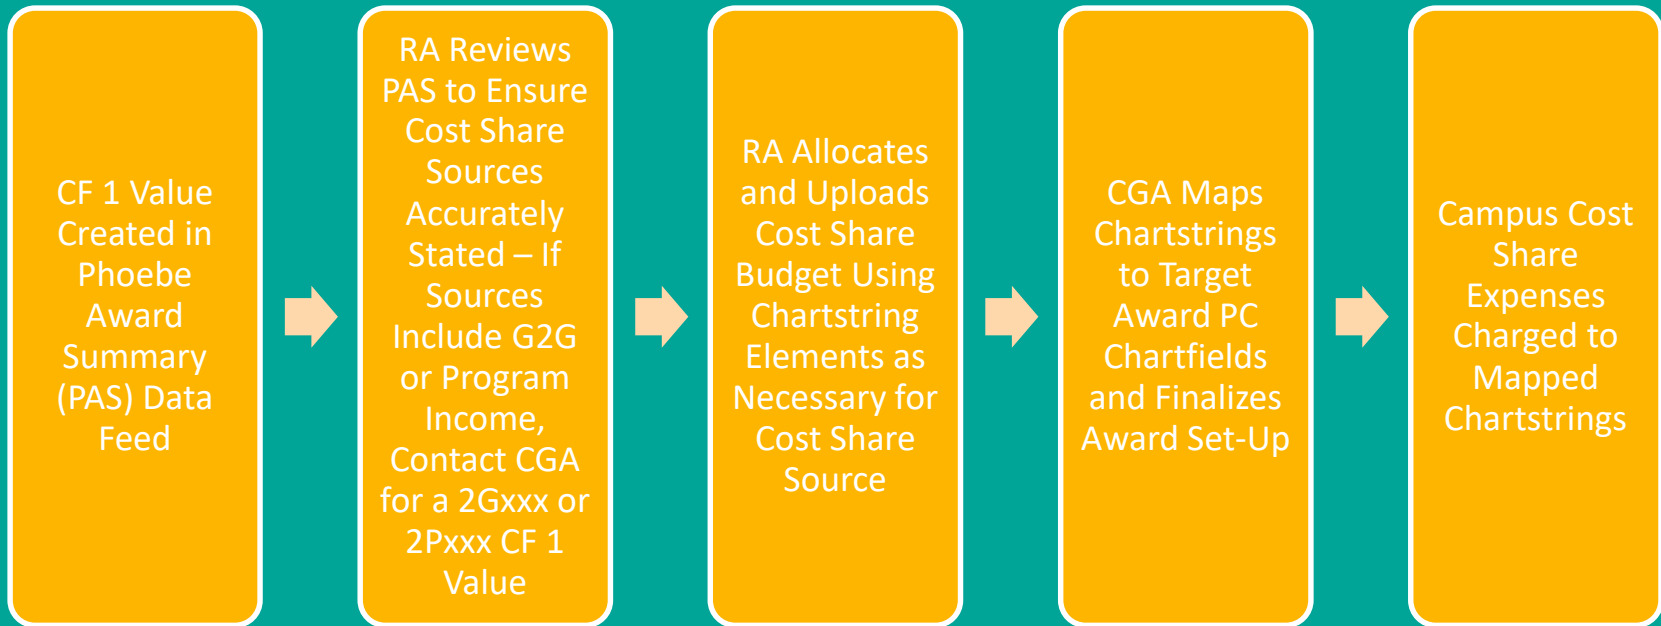 CF 1 Value
Created in
Phoebe
Award
Summary
(PAS) Data
Feed
RA Reviews
PAS to Ensure
Cost Share
Sources
Accurately
Stated – If
Sources
Include G2G
or Program
Income,
Contact CGA
for a 2Gxxx or
2Pxxx CF 1
Value
RA Allocates
and Uploads
Cost Share
Budget Using
Chartstring
Elements as
Necessary for
Cost Share
Source
CGA Maps
Chartstrings
to Target
Award PC
Chartfields
and Finalizes
Award Set-Up
Campus Cost
Share
Expenses
Charged to
Mapped
Chartstrings